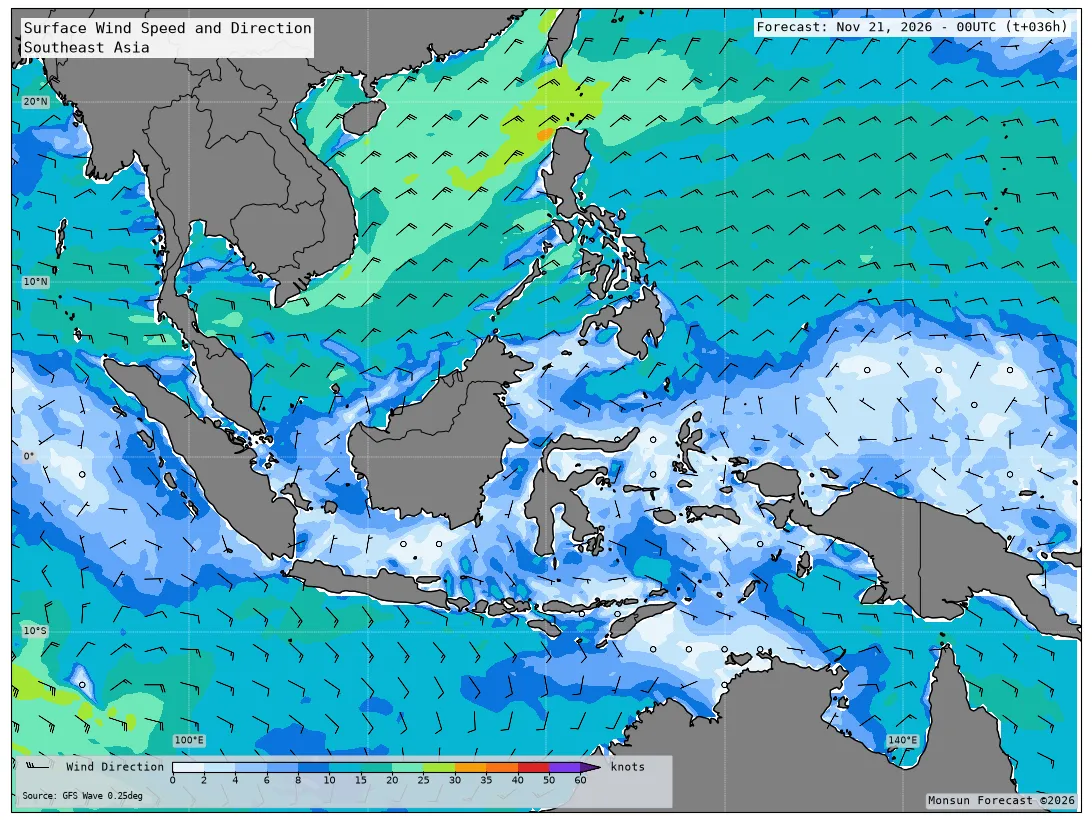 Surface Wind Speed and Direction
Southeast Asia
Forecast: Nov 21, 2026 - 00UTC (t+036h)
20°N
10°N
0°
10°S
100°E
140°E
Wind Direction
0 2 4 6 8 10 15 20 25 30 35 40 50 60
knots
Source: GFS Wave 0.25deg
Monsun Forecast ©2026